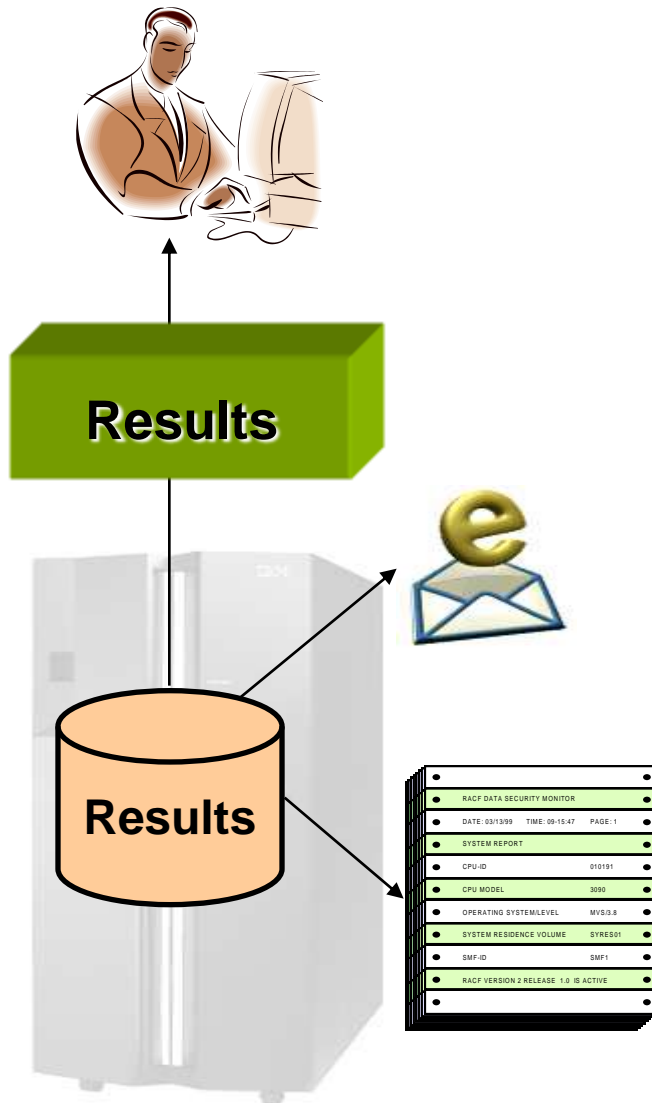 Results
IBM
Results
e
RACF DATA SECURITY MONITOR
DATE: 03/13/99 TIME: 09-15:47 PAGE: 1
SYSTEM REPORT
CPU-ID 010191
CPU MODEL 3090
OPERATING SYSTEM/LEVEL MVS/3.8
SYSTEM RESIDENCE VOLUME SYRES01
SMF-ID SMF1
RACF VERSION 2 RELEASE 1.0 IS ACTIVE